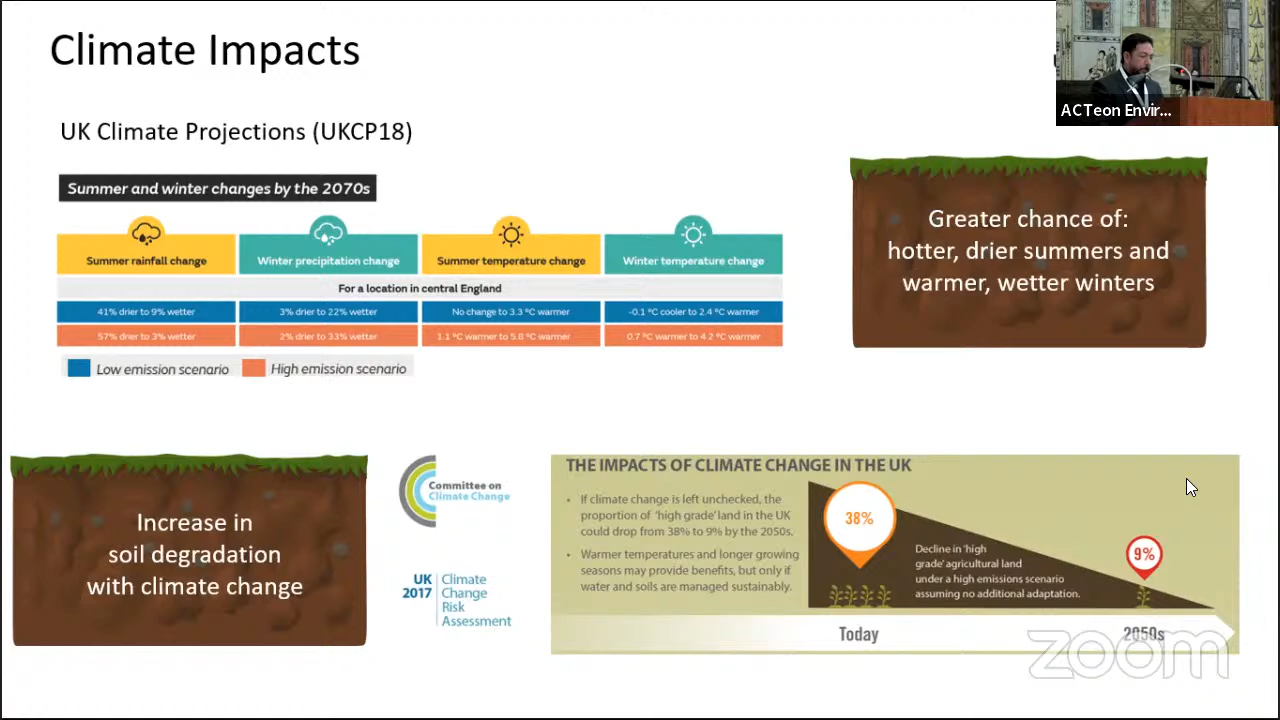 Climate Impacts
ACTeon Envir...
UK Climate Projections (UKCP18)
Summer and winter changes by the 2070s
Summer rainfall change
Winter precipitation change
Summer temperature change
Winter temperature change
For a location in central England
41% drier to 9% wetter
3% drier to 22% wetter
No change to 3.3 ºC warmer
-0.1 ºC cooler to 2.4 ºC warmer
57% drier to 3% wetter
2% drier to 33% wetter
1.1 ºC warmer to 5.8 ºC warmer
0.7 ºC warmer to 4.2 ºC warmer
Low emission scenario
High emission scenario
Greater chance of:
hotter, drier summers and
warmer, wetter winters
Increase in
soil degradation
with climate change
Committee on
Climate Change
UK
2017
Climate
Change
Risk
Assessment
THE IMPACTS OF CLIMATE CHANGE IN THE UK
• If climate change is left unchecked, the
proportion of 'high grade' land in the UK
could drop from 38% to 9% by the 2050s.
• Warmer temperatures and longer growing
seasons may provide benefits, but only if
water and soils are managed sustainably.
38%
Decline in 'high
grade' agricultural land
under a high emissions scenario
assuming no additional adaptation.
9%
Today
2050s
zoom